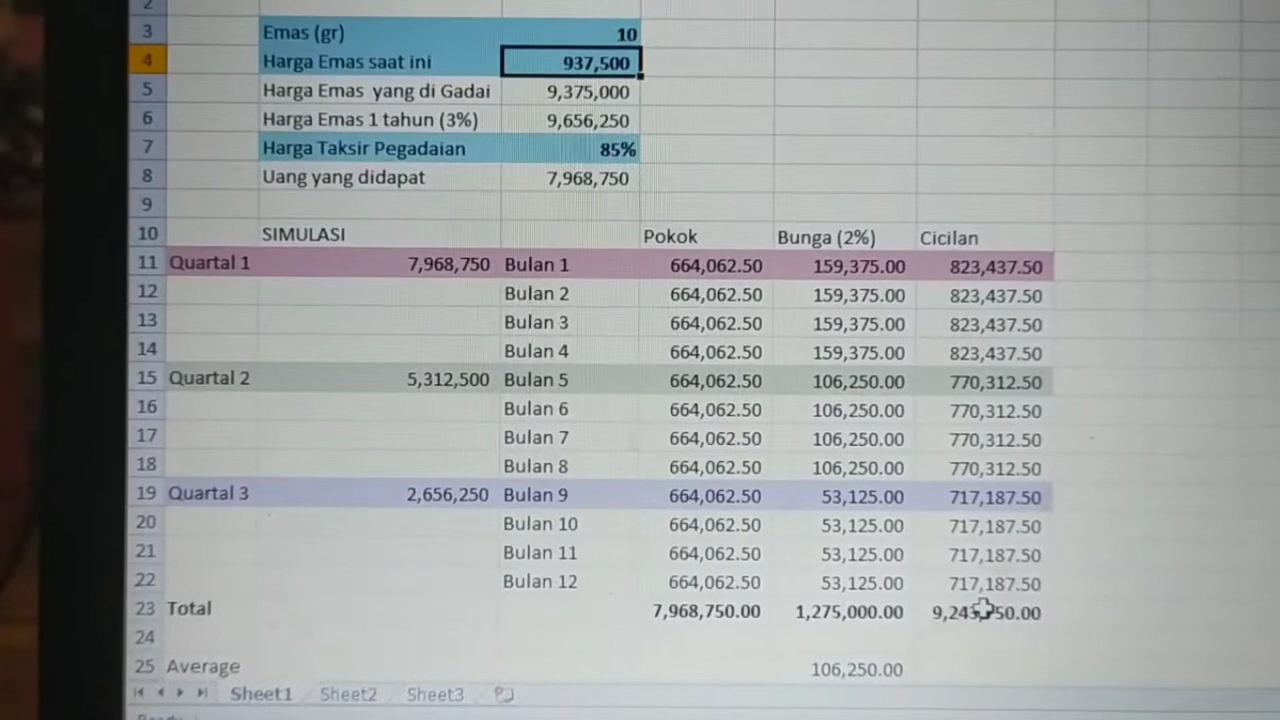 2
3 Emas (gr) 10
4 Harga Emas saat ini 937,500
5 Harga Emas yang di Gadai 9,375,000
6 Harga Emas 1 tahun (3%) 9,656,250
7 Harga Taksir Pegadaian 85%
8 Uang yang didapat 7,968,750
9
10 SIMULASI Pokok Bunga (2%) Cicilan
11 Quartal 1 7,968,750 Bulan 1 664,062.50 159,375.00 823,437.50
12 Bulan 2 664,062.50 159,375.00 823,437.50
13 Bulan 3 664,062.50 159,375.00 823,437.50
14 Bulan 4 664,062.50 159,375.00 823,437.50
15 Quartal 2 5,312,500 Bulan 5 664,062.50 106,250.00 770,312.50
16 Bulan 6 664,062.50 106,250.00 770,312.50
17 Bulan 7 664,062.50 106,250.00 770,312.50
18 Bulan 8 664,062.50 106,250.00 770,312.50
19 Quartal 3 2,656,250 Bulan 9 664,062.50 53,125.00 717,187.50
20 Bulan 10 664,062.50 53,125.00 717,187.50
21 Bulan 11 664,062.50 53,125.00 717,187.50
22 Bulan 12 664,062.50 53,125.00 717,187.50
23 Total 7,968,750.00 1,275,000.00
24
25 Average 106,250.00
Sheet1 Sheet2 Sheet3